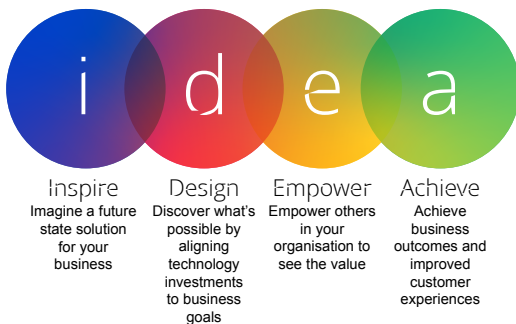 i d e a
Inspire
Imagine a future
state solution
for your
business
Design
Discover what's
possible by
aligning
technology
investments
to business
goals
Empower
Empower others
in your
organisation to
see the value
Achieve
Achieve
business
outcomes and
improved
customer
experiences